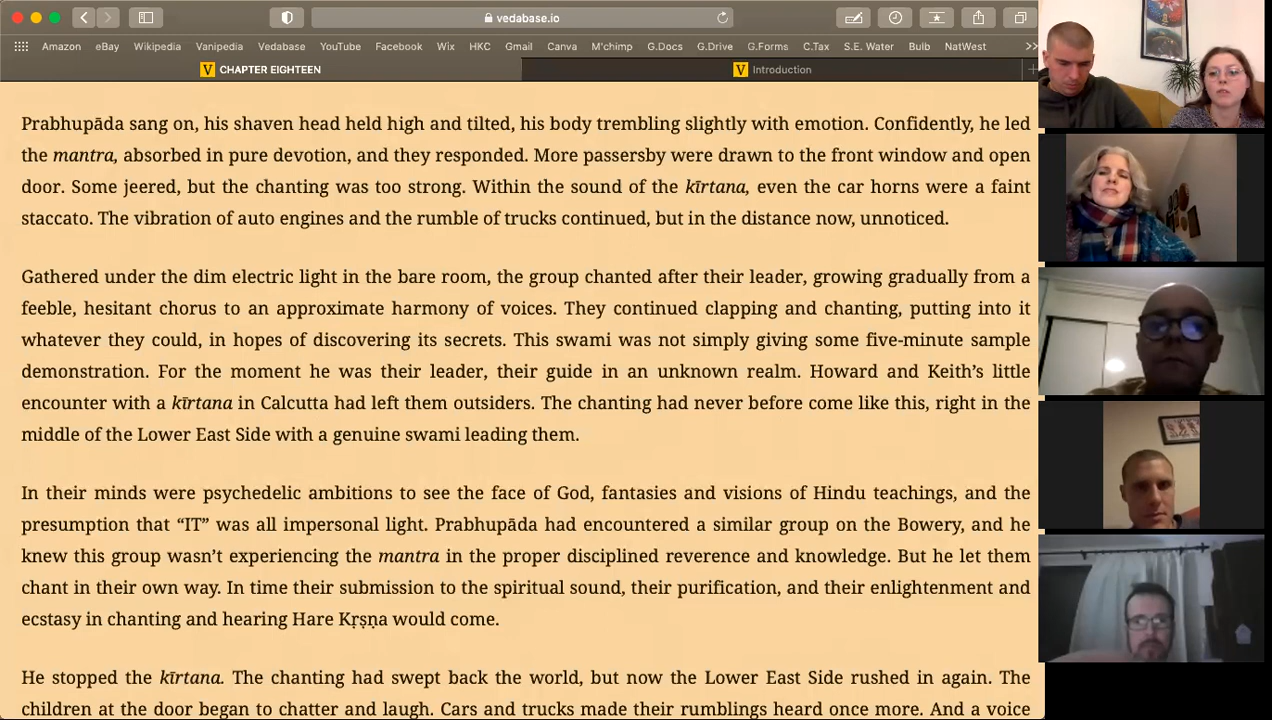 vedabase.io
Amazon eBay Wikipedia Vanipedia Vedabase YouTube Facebook Wix HKC Gmail Canva M'chimp G.Docs G.Drive G.Forms C.Tax S.E. Water Bulb NatWest >>
V CHAPTER EIGHTEEN V Introduction +
Prabhupāda sang on, his shaven head held high and tilted, his body trembling slightly with emotion. Confidently, he led
the mantra, absorbed in pure devotion, and they responded. More passersby were drawn to the front window and open
door. Some jeered, but the chanting was too strong. Within the sound of the kīrtana, even the car horns were a faint
staccato. The vibration of auto engines and the rumble of trucks continued, but in the distance now, unnoticed.
Gathered under the dim electric light in the bare room, the group chanted after their leader, growing gradually from a
feeble, hesitant chorus to an approximate harmony of voices. They continued clapping and chanting, putting into it
whatever they could, in hopes of discovering its secrets. This swami was not simply giving some five-minute sample
demonstration. For the moment he was their leader, their guide in an unknown realm. Howard and Keith’s little
encounter with a kīrtana in Calcutta had left them outsiders. The chanting had never before come like this, right in the
middle of the Lower East Side with a genuine swami leading them.
In their minds were psychedelic ambitions to see the face of God, fantasies and visions of Hindu teachings, and the
presumption that “IT” was all impersonal light. Prabhupāda had encountered a similar group on the Bowery, and he
knew this group wasn’t experiencing the mantra in the proper disciplined reverence and knowledge. But he let them
chant in their own way. In time their submission to the spiritual sound, their purification, and their enlightenment and
ecstasy in chanting and hearing Hare Kṛṣṇa would come.
He stopped the kīrtana. The chanting had swept back the world, but now the Lower East Side rushed in again. The
children at the door began to chatter and laugh. Cars and trucks made their rumblings heard once more. And a voice